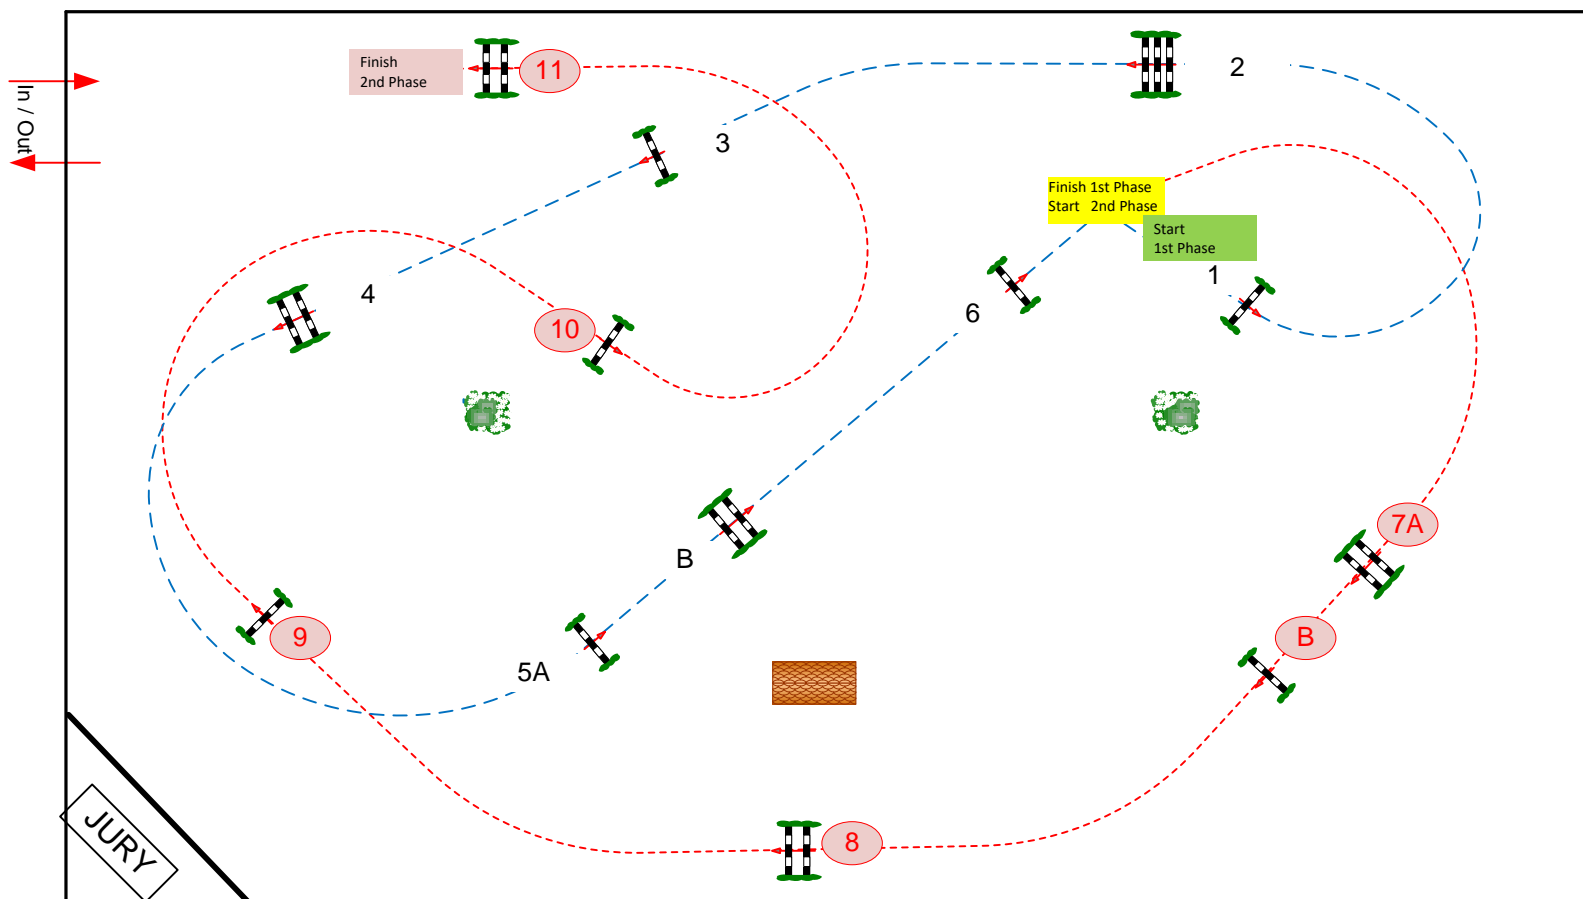 Finish
2nd Phase
11
2
In / Out
3
Finish 1st Phase
Start 2nd Phase
Start
1st Phase
1
4
6
10
7A
B
9
B
5A
8
JURY